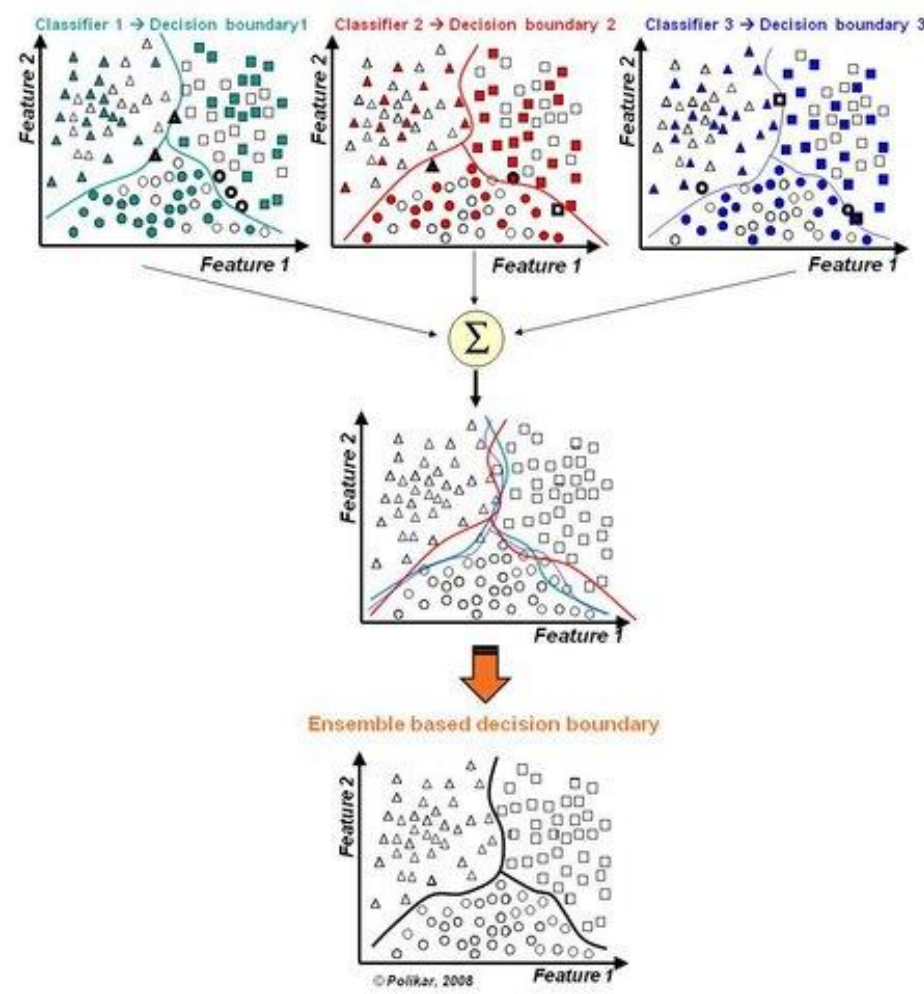 Classifier 1 → Decision boundary1
Classifier 2 → Decision boundary 2
Classifier 3 → Decision boundary 3
Feature 2
Feature 1
Feature 2
Feature 1
Feature 2
Feature 1
Σ
Feature 2
Feature 1
Ensemble based decision boundary
Feature 2
Feature 1
© Polikar, 2008